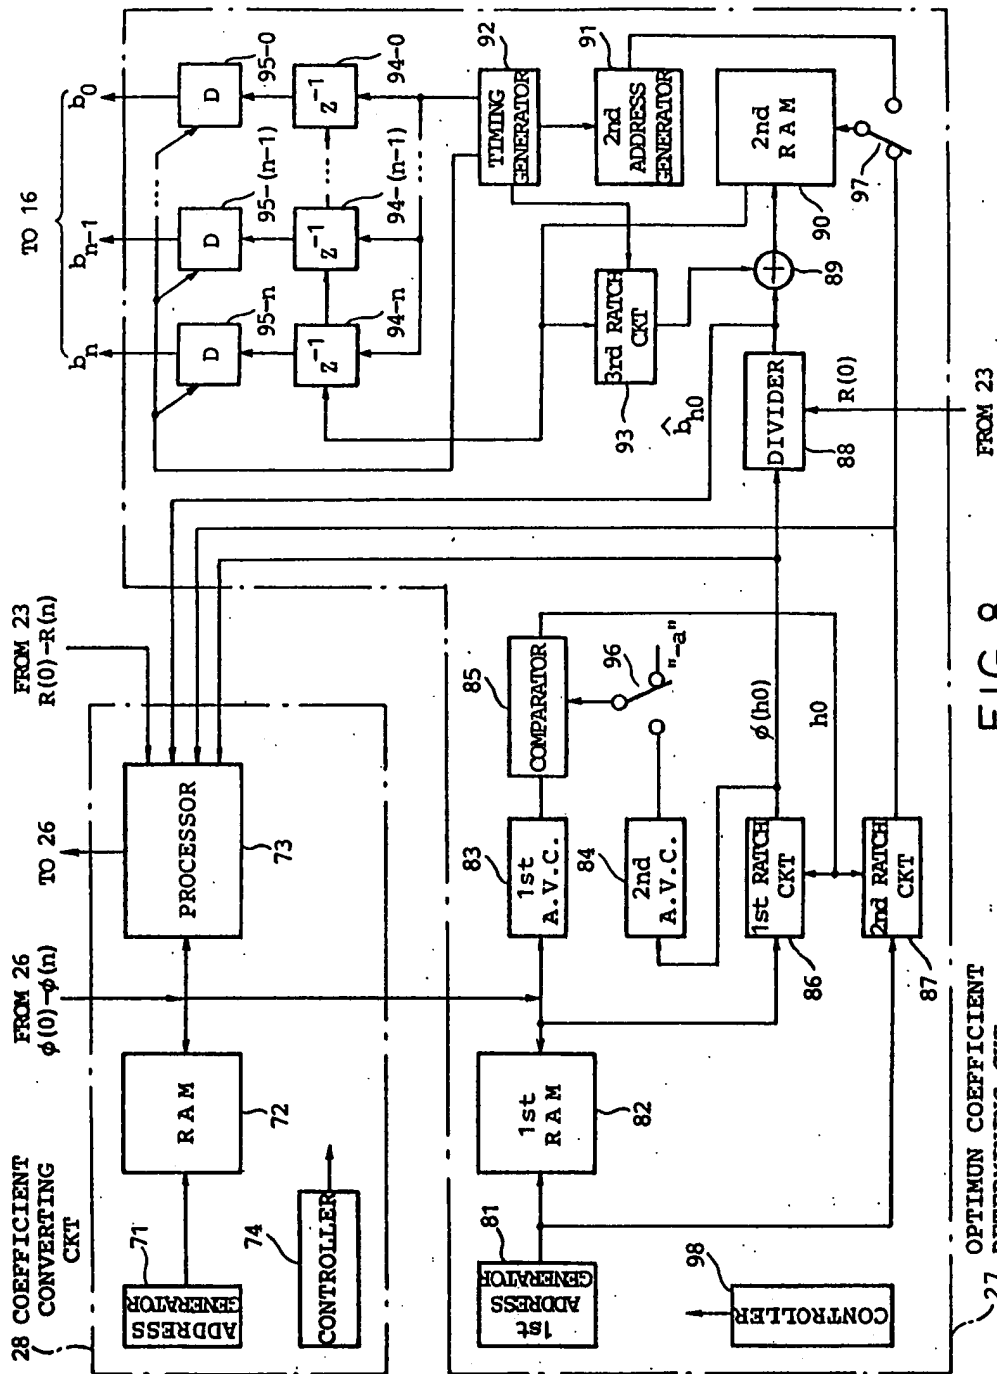 28 COEFFICIENT
CONVERTING
CKT
71
ADDRESS
GENERATOR
RAM
72
74
CONTROLLER
FROM 26
φ(0)-φ(n)
TO 26
PROCESSOR
73
FROM 23
R(0)-R(n)
81
1st
ADDRESS
GENERATOR
98
CONTROLLER
1st
RAM
82
83
1st
A.V.C.
84
2nd
A.V.C.
85
COMPARATOR
96
"-a"
1st RATCH
CKT
86
2nd RATCH
CKT
87
φ(h0)
h0
DIVIDER
88
R(0)
FROM 23
b̂h0
89
3rd RATCH
CKT
93
2nd
RAM
90
97
TIMING
GENERATOR
92
2nd
ADDRESS
GENERATOR
91
TO 16
bn
bn-1
b0
D
95-n
D
95-(n-1)
D
95-0
Z-1
94-n
Z-1
94-(n-1)
Z-1
94-0
27
OPTIMUN COEFFICIENT
FIG 8